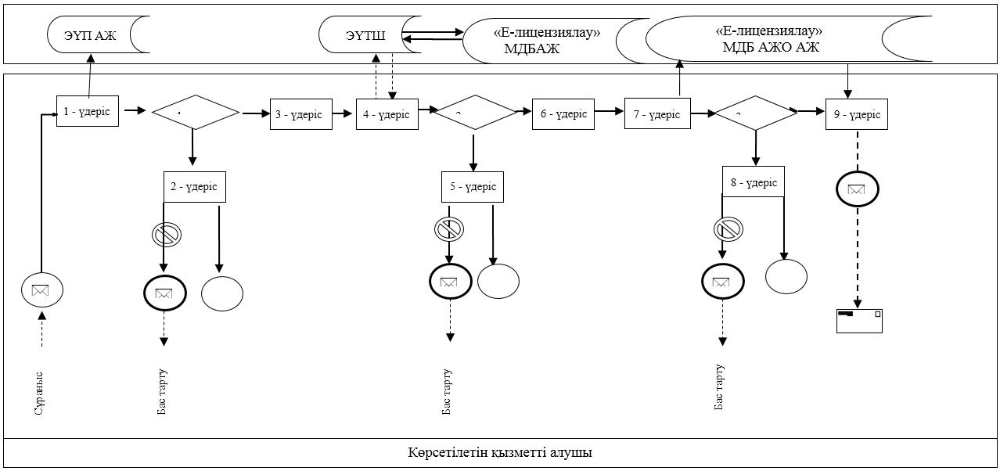 ЭҮП АЖ
ЭҮТШ
«Е-лицензиялау»
МДБАЖ
«Е-лицензиялау»
МДБ АЖО АЖ
1 - үдеріс
3 - үдеріс
4 - үдеріс
6 - үдеріс
7 - үдеріс
9 - үдеріс
2 - үдеріс
5 - үдеріс
8 - үдеріс
Сұраныс
Бас тарту
Бас тарту
Бас тарту
Көрсетілетін қызметті алушы